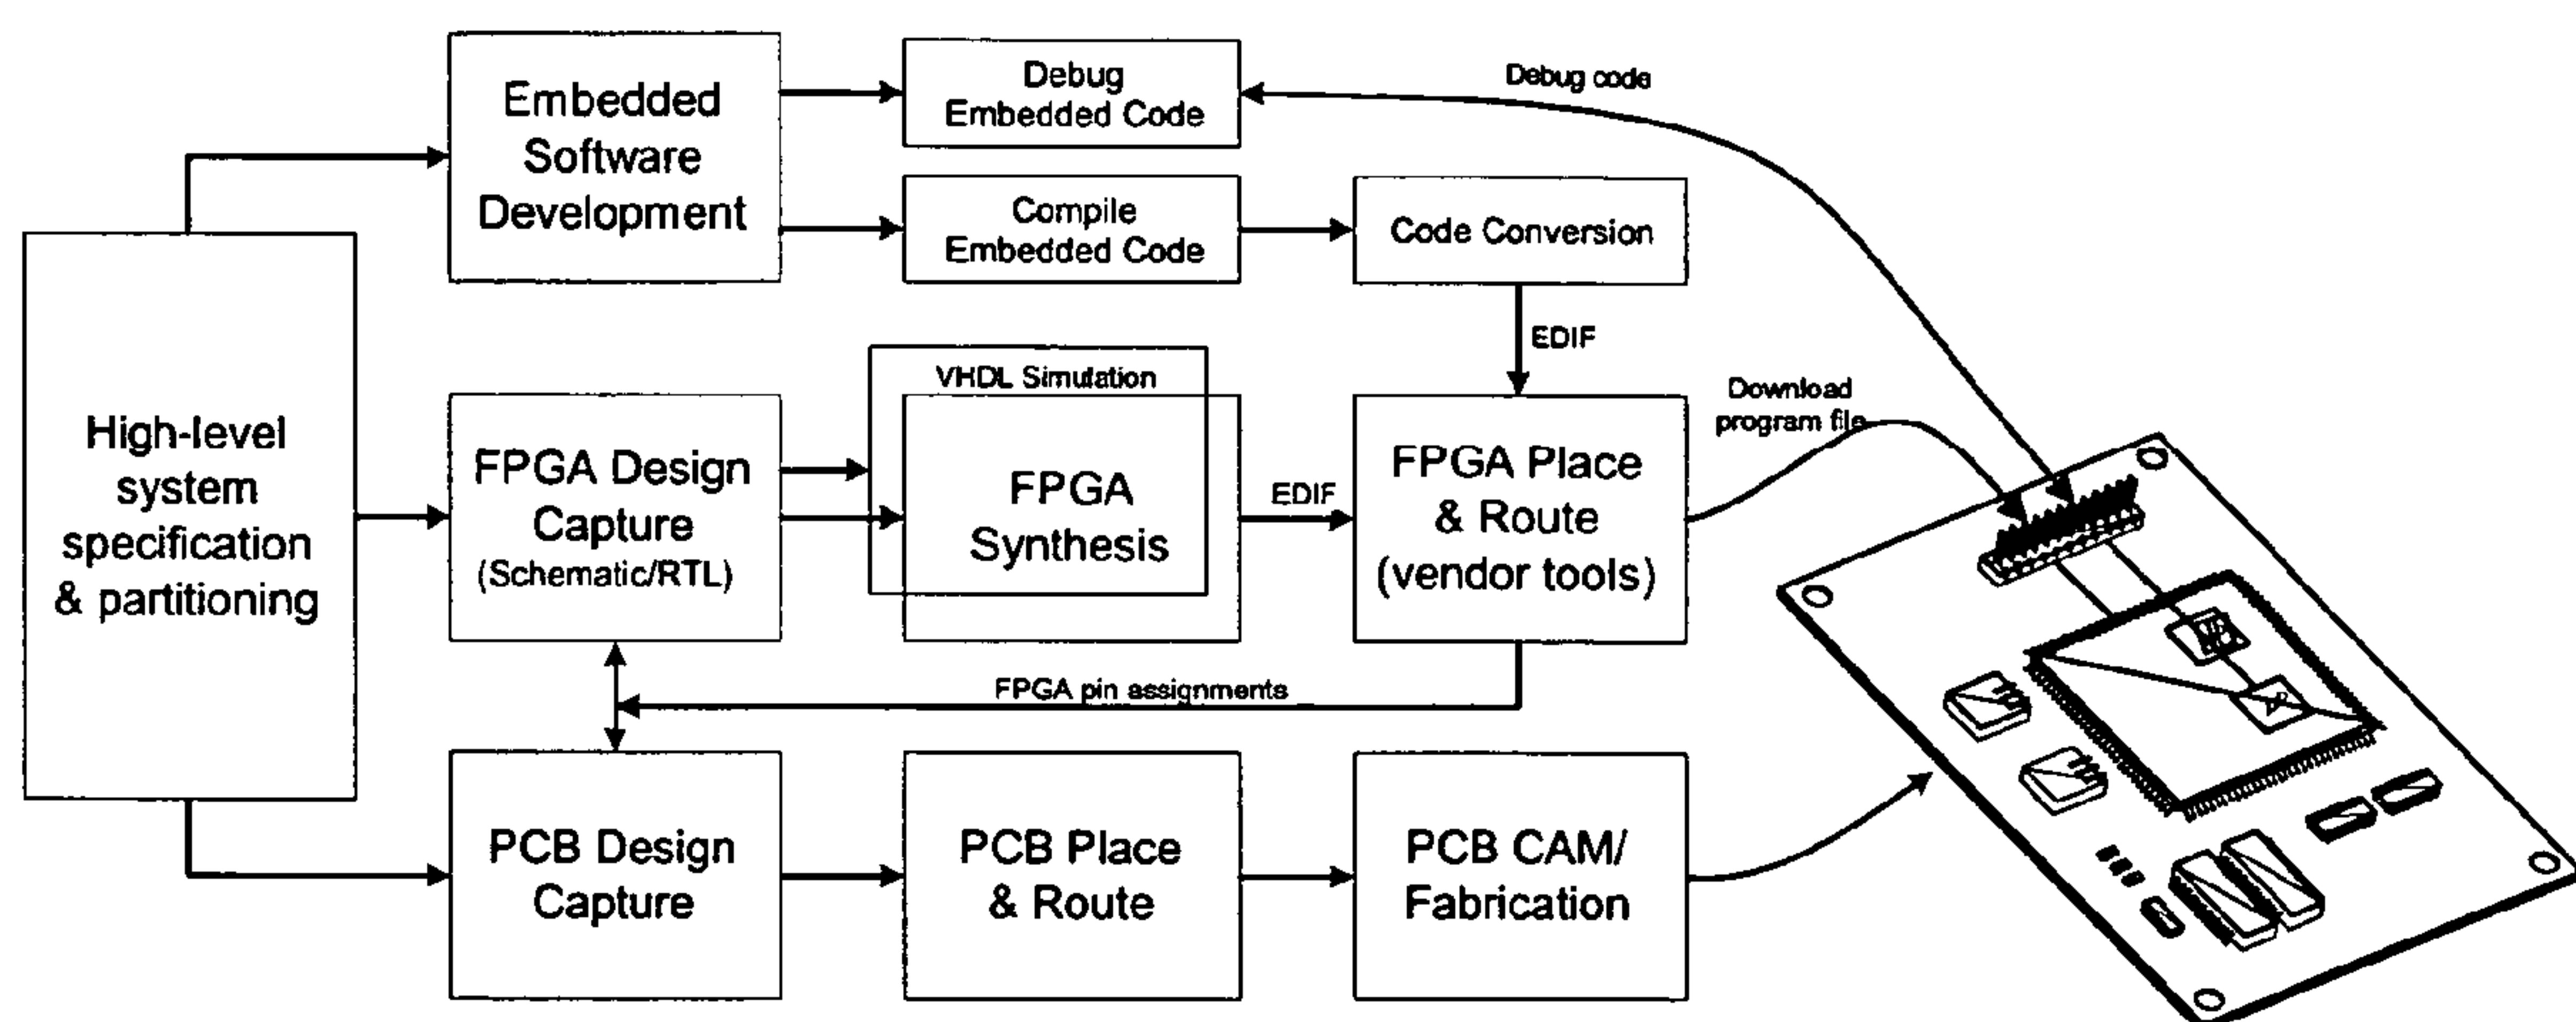 High-level
system
specification
& partitioning
Embedded
Software
Development
Debug
Embedded Code
Debug code
Compile
Embedded Code
Code Conversion
EDIF
FPGA Design
Capture
(Schematic/RTL)
VHDL Simulation
FPGA
Synthesis
EDIF
FPGA Place
& Route
(vendor tools)
Download
program file
FPGA pin assignments
PCB Design
Capture
PCB Place
& Route
PCB CAM/
Fabrication